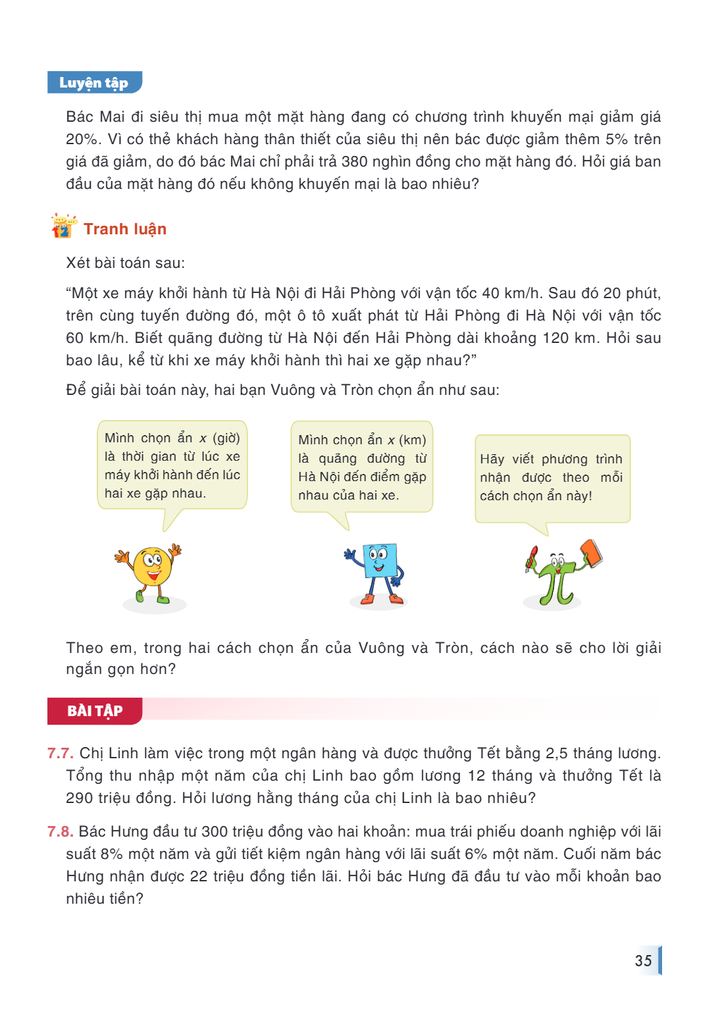 Luyện tập
Bác Mai đi siêu thị mua một mặt hàng đang có chương trình khuyến mại giảm giá
20%. Vì có thẻ khách hàng thân thiết của siêu thị nên bác được giảm thêm 5% trên
giá đã giảm, do đó bác Mai chỉ phải trả 380 nghìn đồng cho mặt hàng đó. Hỏi giá ban
đầu của mặt hàng đó nếu không khuyến mại là bao nhiêu?
Tranh luận
Xét bài toán sau:
“Một xe máy khởi hành từ Hà Nội đi Hải Phòng với vận tốc 40 km/h. Sau đó 20 phút,
trên cùng tuyến đường đó, một ô tô xuất phát từ Hải Phòng đi Hà Nội với vận tốc
60 km/h. Biết quãng đường từ Hà Nội đến Hải Phòng dài khoảng 120 km. Hỏi sau
bao lâu, kể từ khi xe máy khởi hành thì hai xe gặp nhau?”
Để giải bài toán này, hai bạn Vuông và Tròn chọn ẩn như sau:
Mình chọn ẩn x (giờ)
là thời gian từ lúc xe
máy khởi hành đến lúc
hai xe gặp nhau.
Mình chọn ẩn x (km)
là quãng đường từ
Hà Nội đến điểm gặp
nhau của hai xe.
Hãy viết phương trình
nhận được theo mỗi
cách chọn ẩn này!
Theo em, trong hai cách chọn ẩn của Vuông và Tròn, cách nào sẽ cho lời giải
ngắn gọn hơn?
BÀI TẬP
7.7. Chị Linh làm việc trong một ngân hàng và được thưởng Tết bằng 2,5 tháng lương.
Tổng thu nhập một năm của chị Linh bao gồm lương 12 tháng và thưởng Tết là
290 triệu đồng. Hỏi lương hằng tháng của chị Linh là bao nhiêu?
7.8. Bác Hưng đầu tư 300 triệu đồng vào hai khoản: mua trái phiếu doanh nghiệp với lãi
suất 8% một năm và gửi tiết kiệm ngân hàng với lãi suất 6% một năm. Cuối năm bác
Hưng nhận được 22 triệu đồng tiền lãi. Hỏi bác Hưng đã đầu tư vào mỗi khoản bao
nhiêu tiền?
35